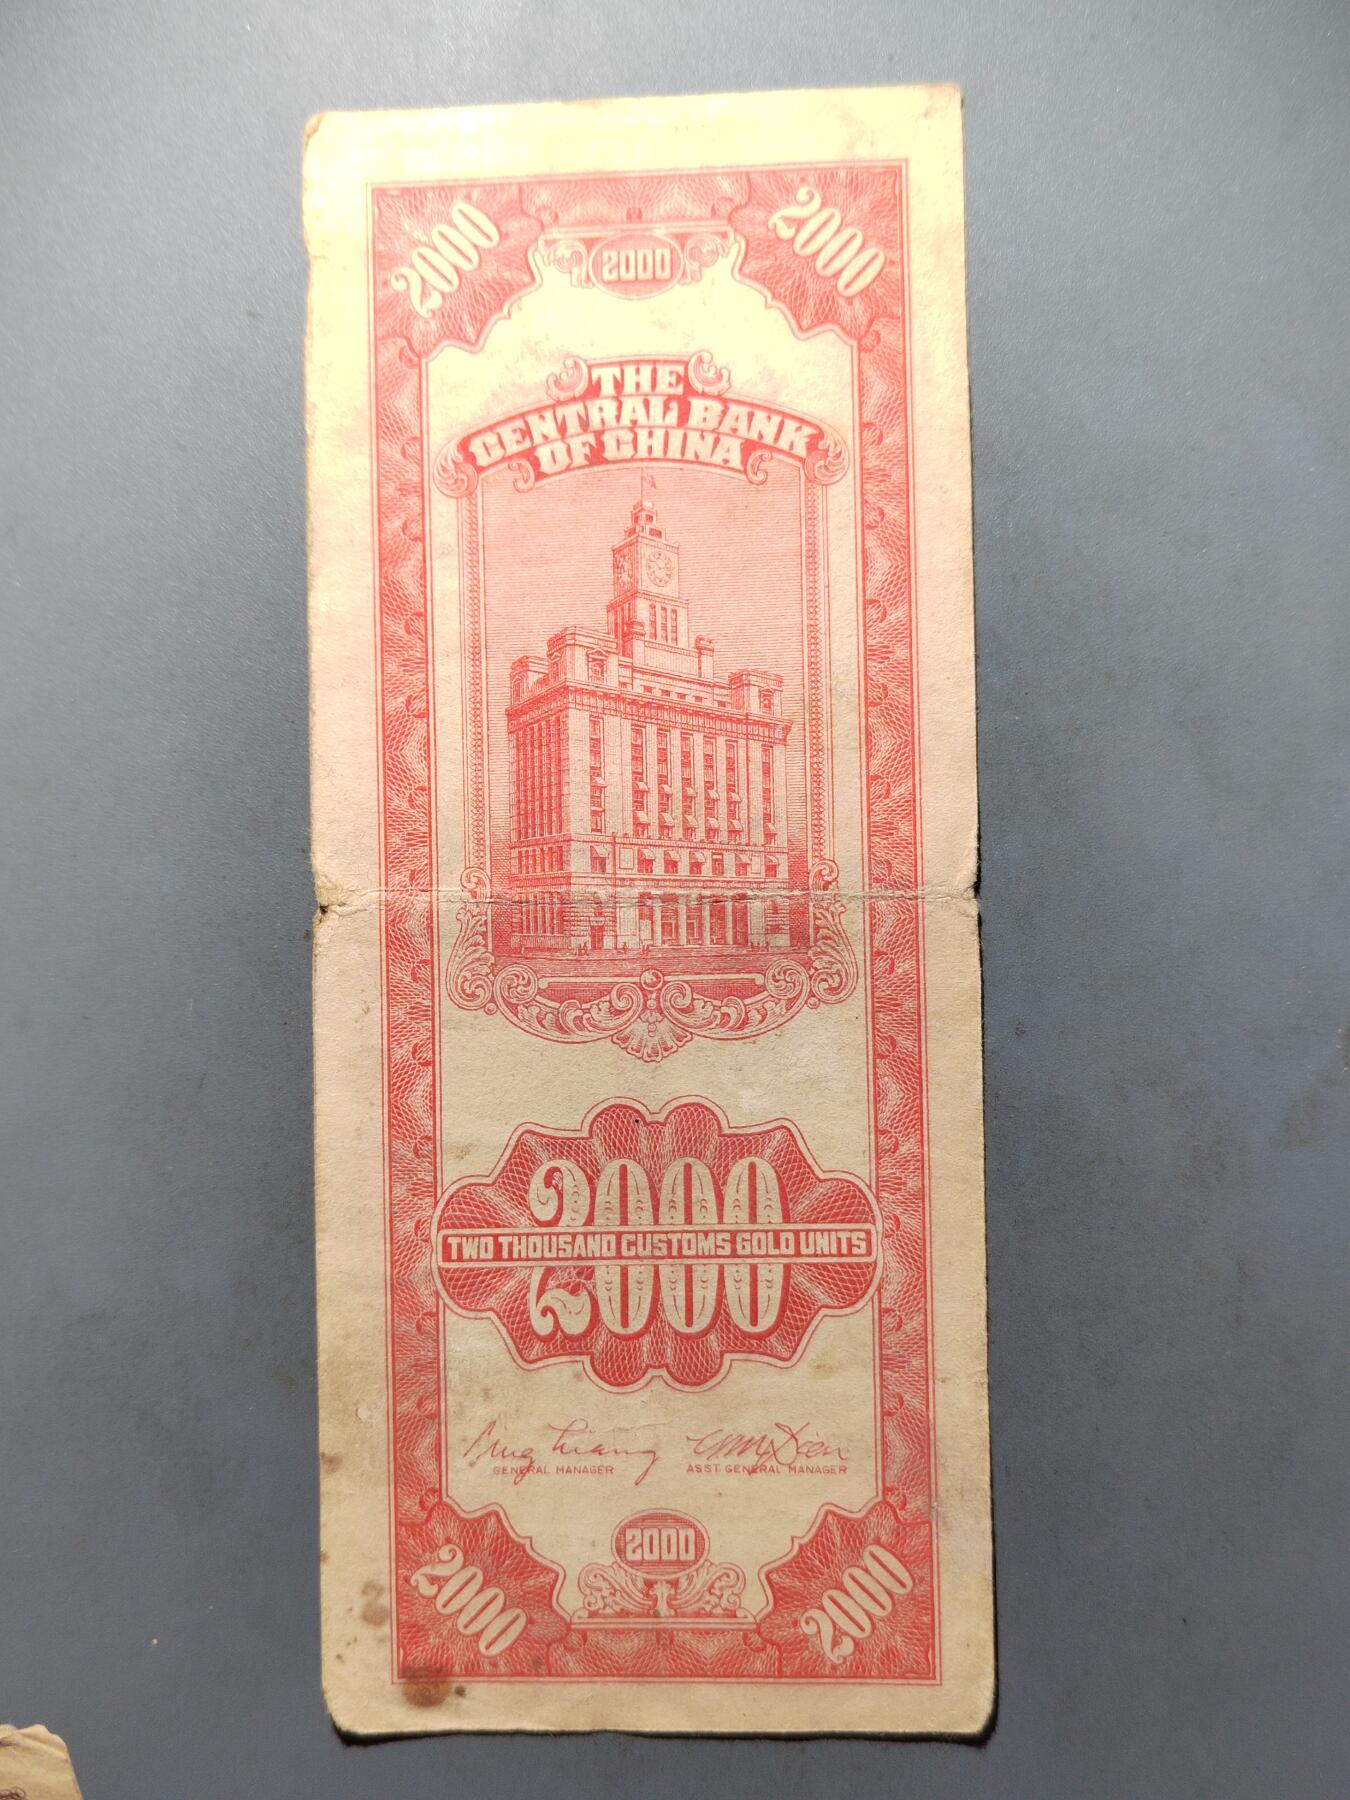 2000 2000
2000
THE
CENTRAL BANK
OF CHINA
2000
TWO THOUSAND CUSTOMS GOLD UNITS
GENERAL MANAGER ASST. GENERAL MANAGER
2000
2000 2000